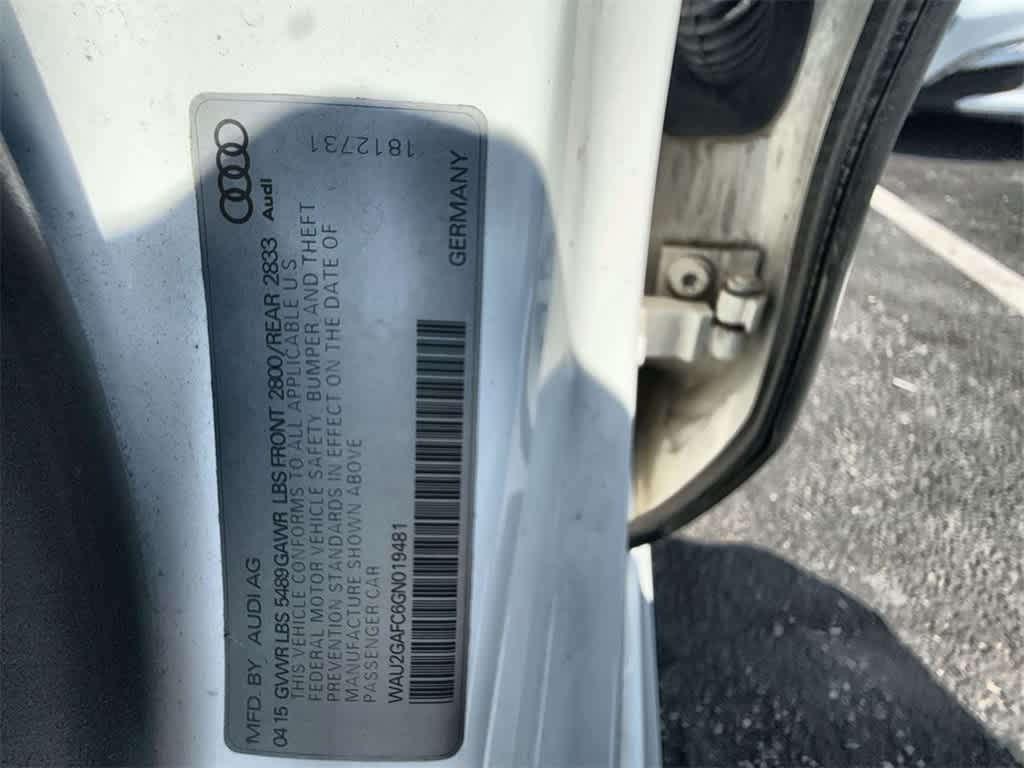 1812731
Audi
GERMANY
MFD. BY AUDI AG
04 15 GVWR LBS 5489 GAWR LBS FRONT 2800/REAR 2833
THIS VEHICLE CONFORMS TO ALL APPLICABLE U S
FEDERAL MOTOR VEHICLE SAFETY BUMPER AND THEFT
PREVENTION STANDARDS IN EFFECT ON THE DATE OF
MANUFACTURE SHOWN ABOVE
PASSENGER CAR
WAU2GAFC6GN019481